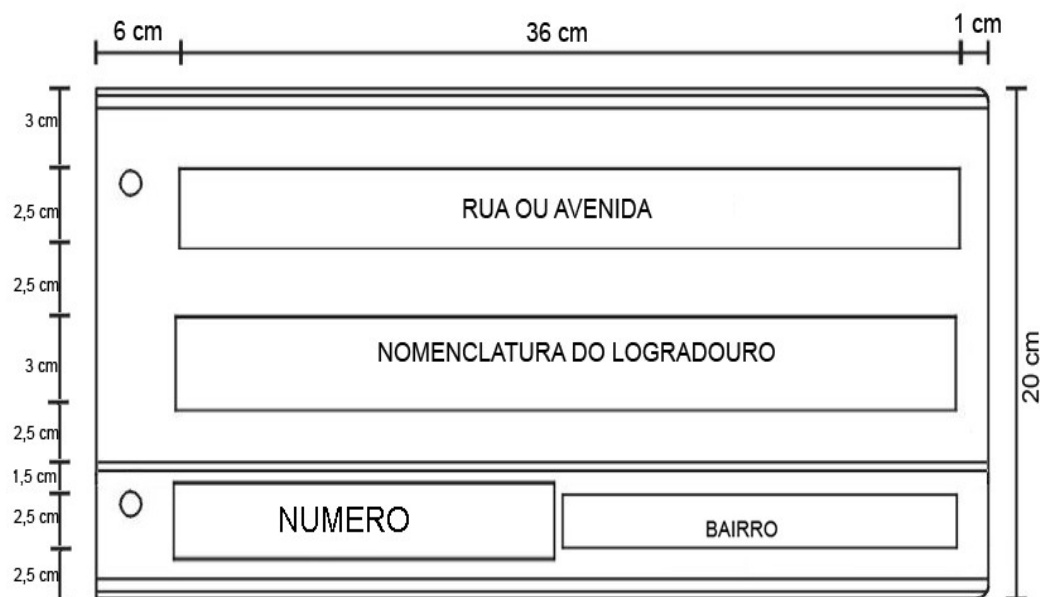 6 cm
36 cm
1 cm
3 cm
2,5 cm
RUA OU AVENIDA
2,5 cm
NOMENCLATURA DO LOGRADOURO
3 cm
20 cm
2,5 cm
1,5 cm
2,5 cm
NUMERO
BAIRRO
2,5 cm